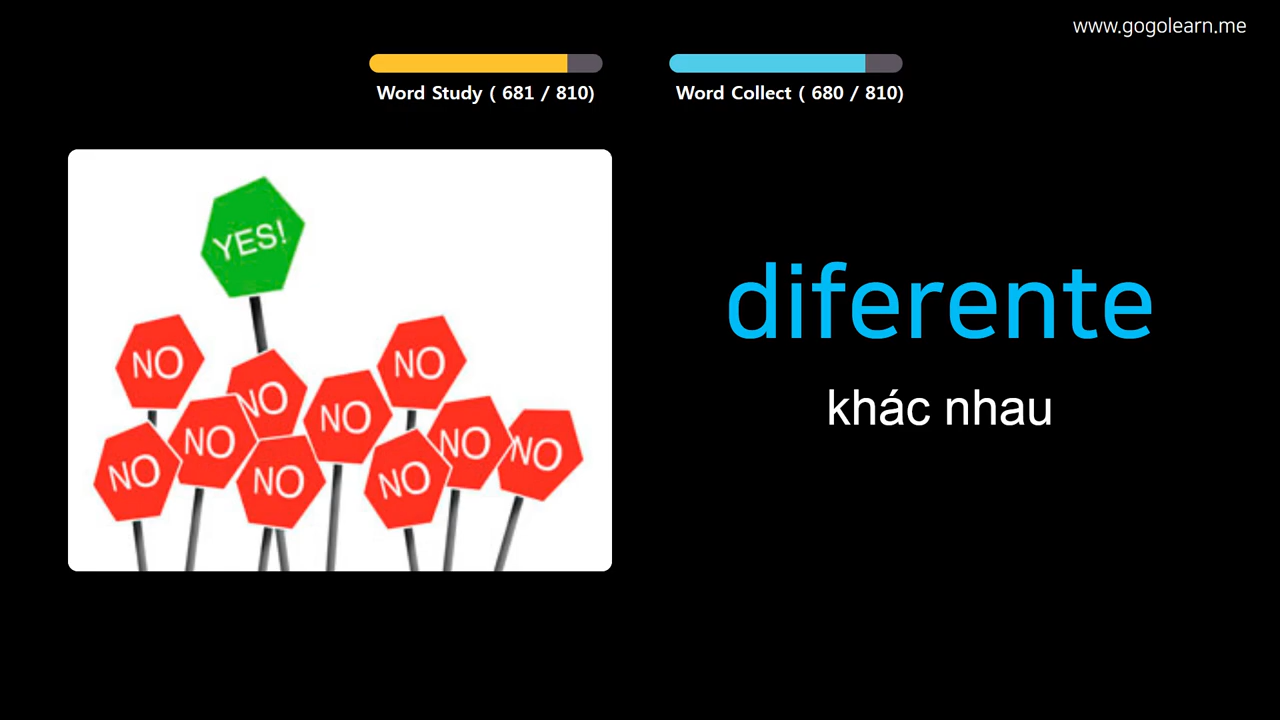 www.gogolearn.me
Word Study ( 681 / 810)
Word Collect ( 680 / 810)
YES!
NO
NO
NO
NO
NO
NO
NO
NO
NO
NO
diferente
khác nhau